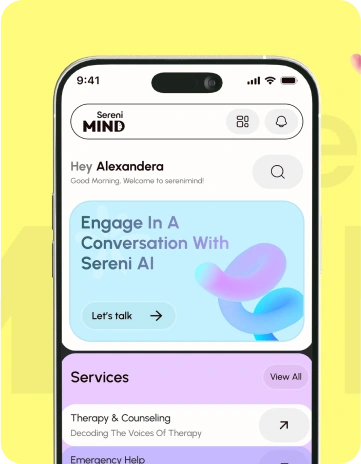 9:41
Sereni
MIND
Hey Alexandera
Good Morning, Welcome to serenimind!
Engage In A
Conversation With
Sereni AI
Let's talk
Services
View All
Therapy & Counseling
Decoding The Voices Of Therapy
Emergency Help